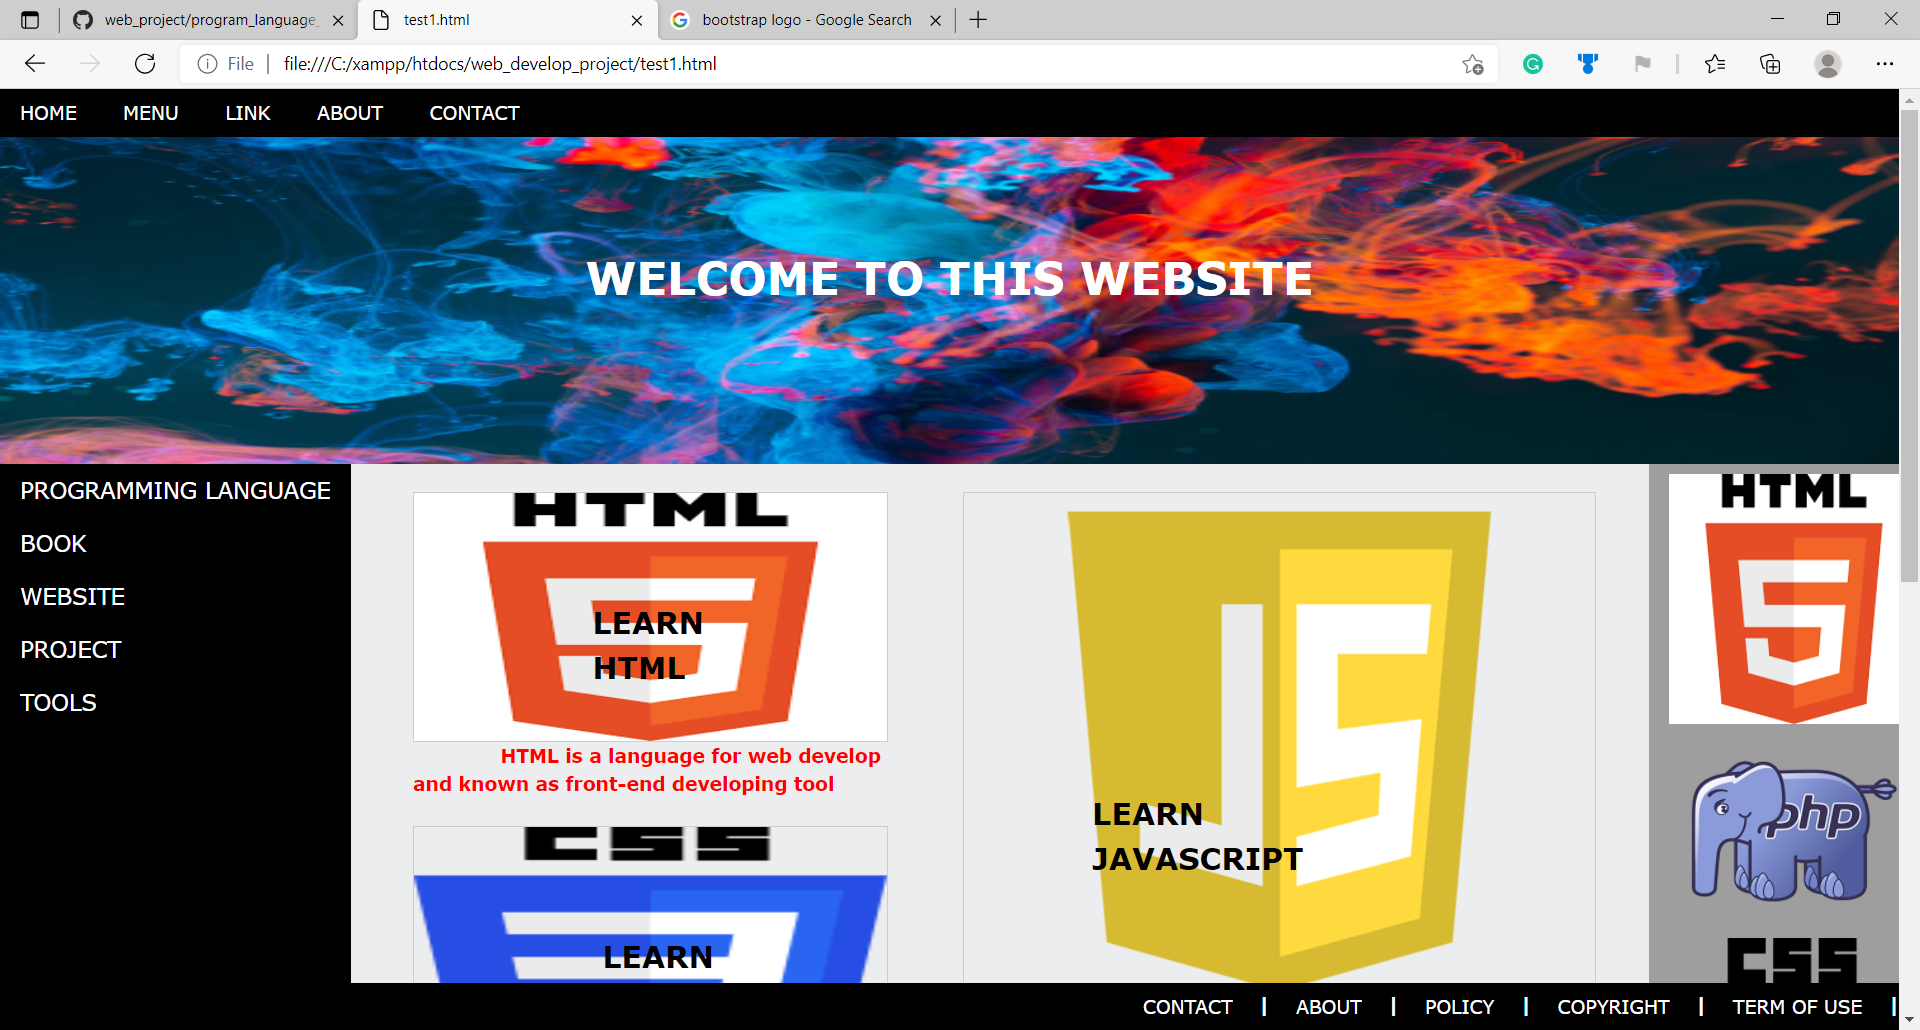 web_project/program_language_
test1.html
bootstrap logo - Google Search
File
file:///C:/xampp/htdocs/web_develop_project/test1.html
HOME MENU LINK ABOUT CONTACT
WELCOME TO THIS WEBSITE
PROGRAMMING LANGUAGE
BOOK
WEBSITE
PROJECT
TOOLS
HTML
5
LEARN
HTML
HTML is a language for web develop
and known as front-end developing tool
CSS
3
LEARN
JS
LEARN
JAVASCRIPT
HTML
5
php
CSS
CONTACT | ABOUT | POLICY | COPYRIGHT | TERM OF USE |